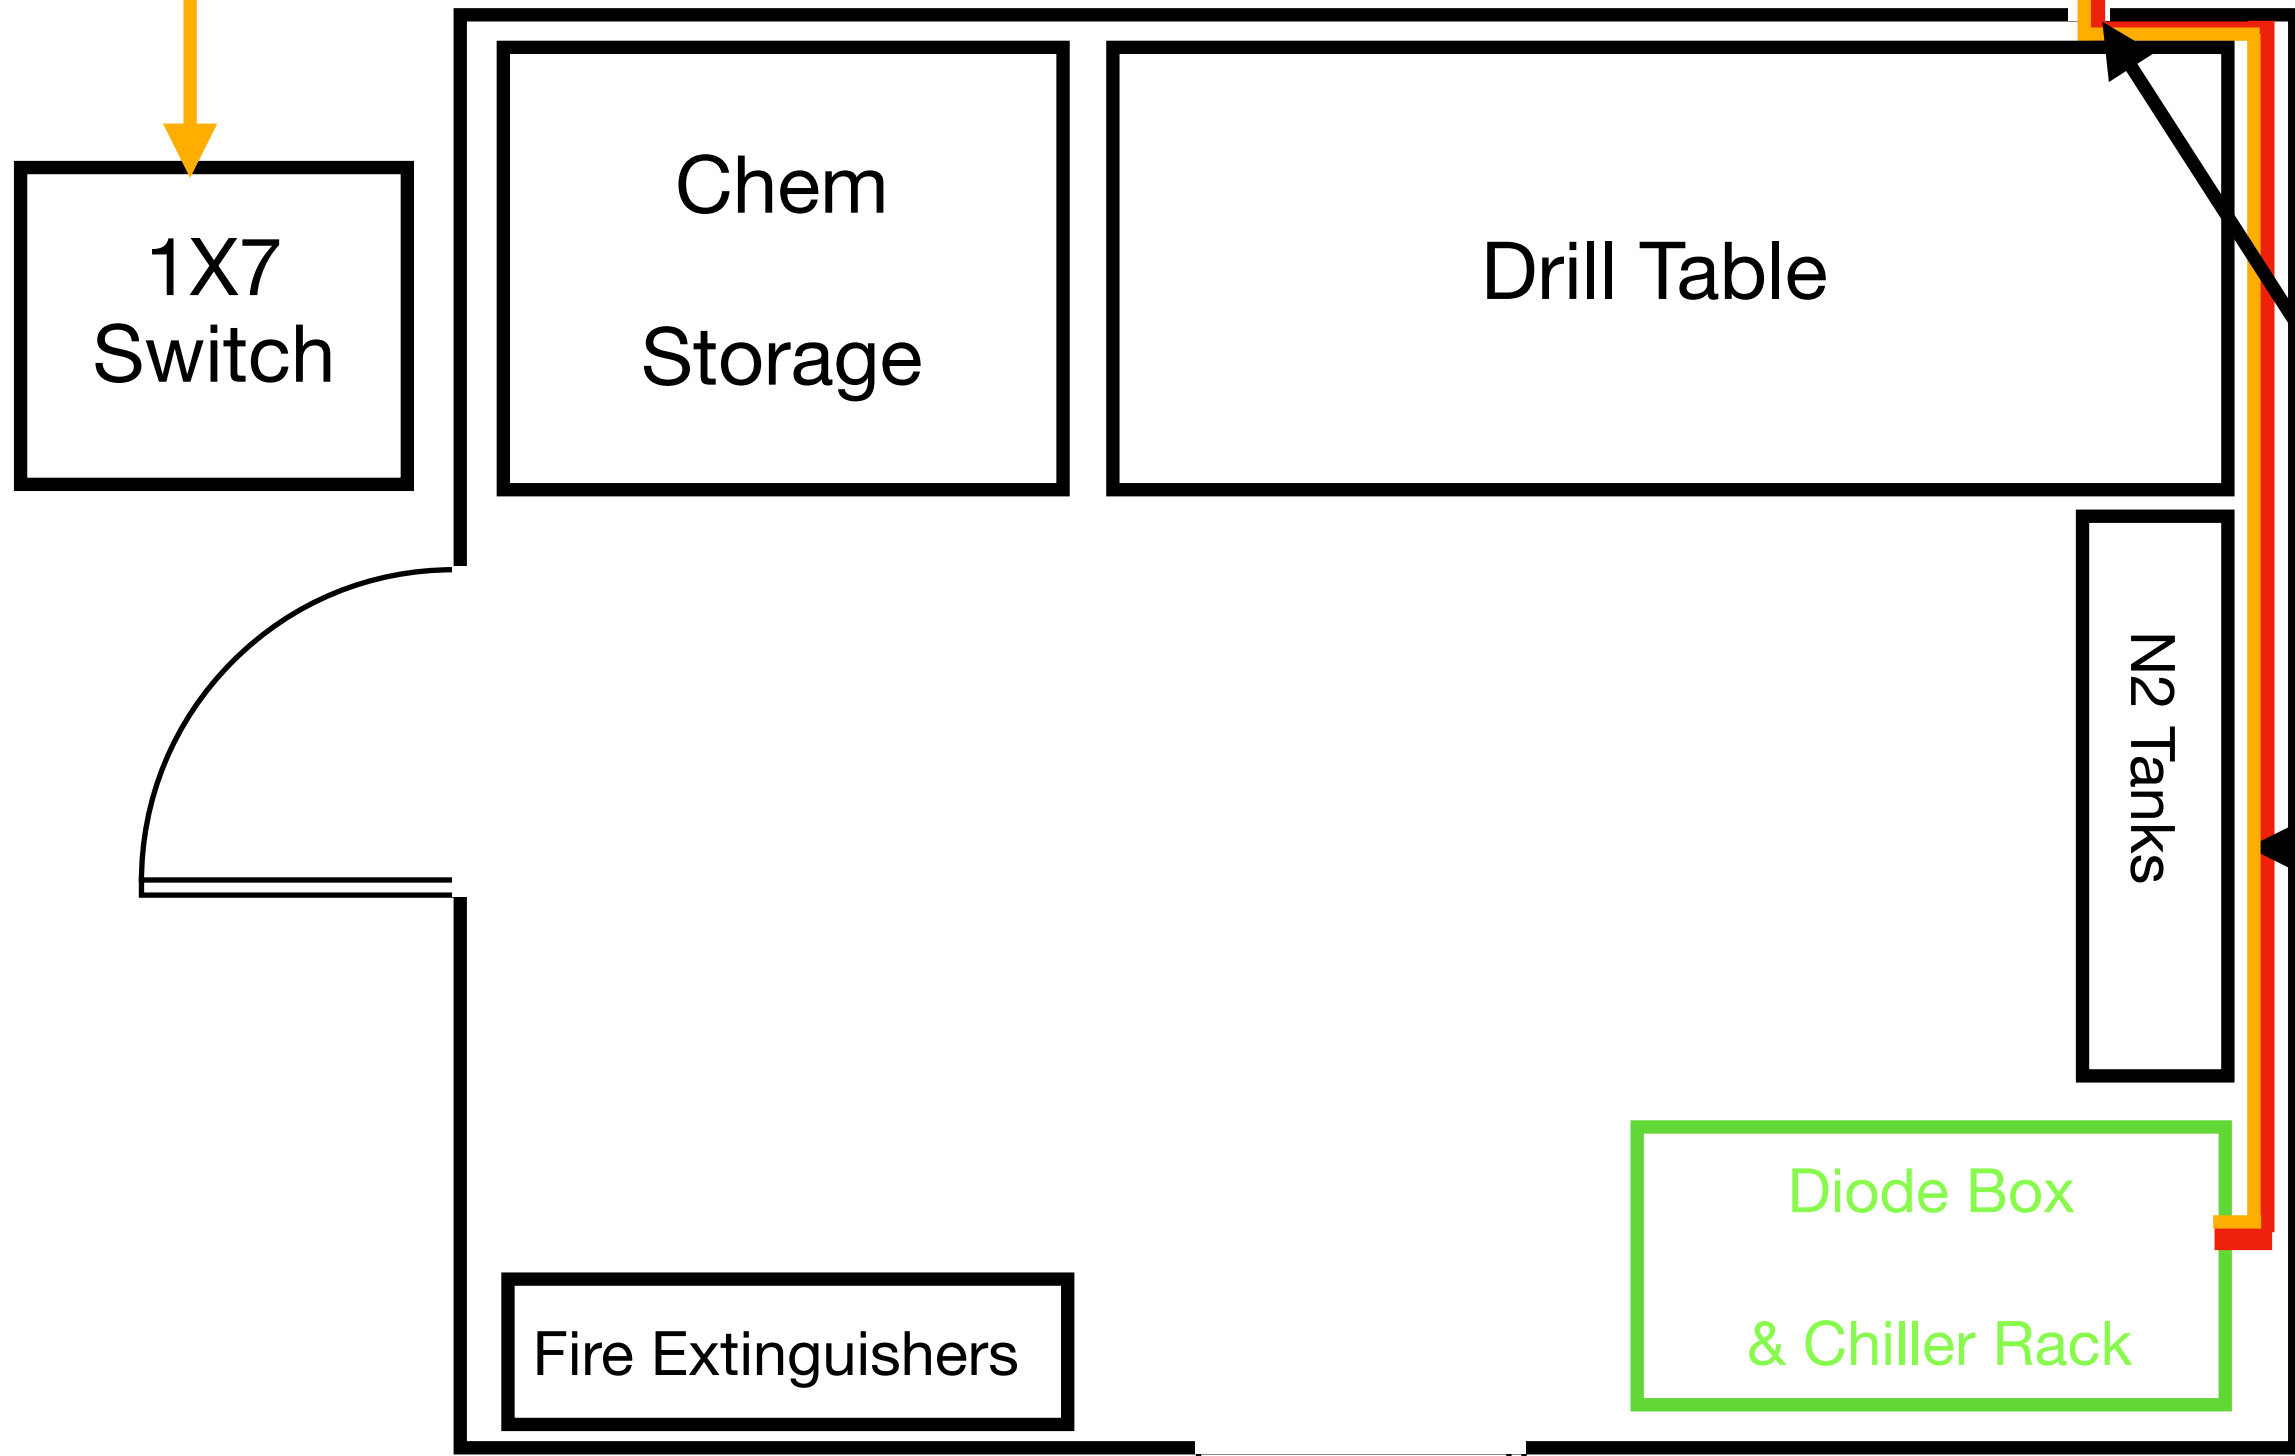 1X7
Switch
Chem
Storage
Drill Table
N2 Tanks
Diode Box
& Chiller Rack
Fire Extinguishers